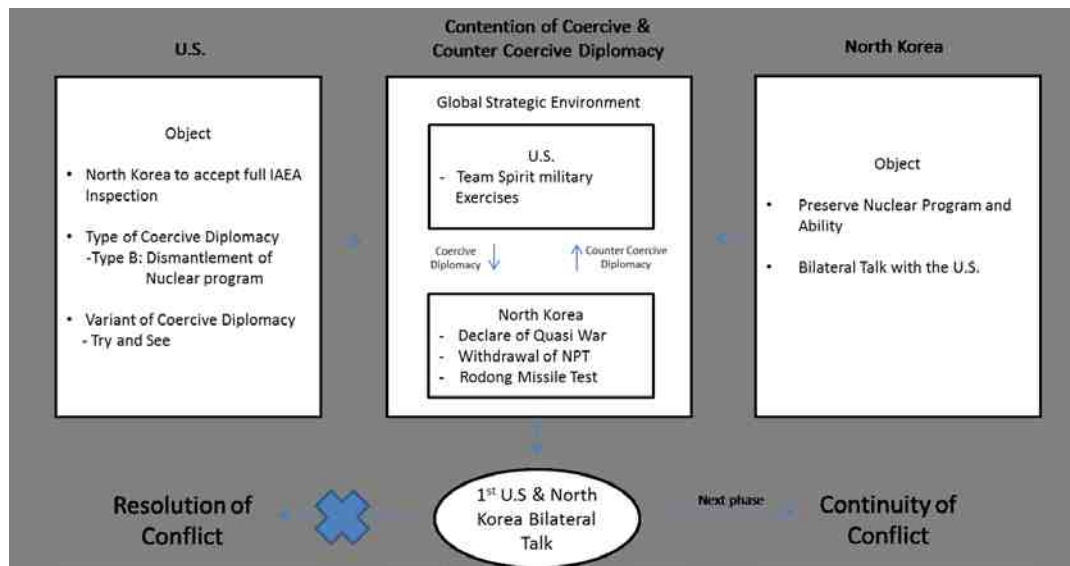 U.S.
Object
• North Korea to accept full IAEA
Inspection
• Type of Coercive Diplomacy
-Type B: Dismantlement of
Nuclear program
• Variant of Coercive Diplomacy
- Try and See
Contention of Coercive &
Counter Coercive Diplomacy
Global Strategic Environment
U.S.
- Team Spirit military
Exercises
Coercive
Diplomacy
Counter Coercive
Diplomacy
North Korea
- Declare of Quasi War
- Withdrawal of NPT
- Rodong Missile Test
North Korea
Object
• Preserve Nuclear Program and
Ability
• Bilateral Talk with the U.S.
Resolution of
Conflict
1st U.S & North
Korea Bilateral
Talk
Next phase
Continuity of
Conflict